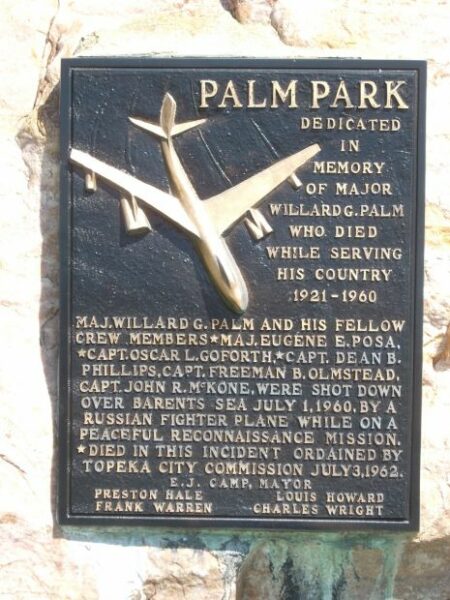 PALM PARK
DEDICATED
IN
MEMORY
OF MAJOR
WILLARD G. PALM
WHO DIED
WHILE SERVING
HIS COUNTRY
1921-1960
MAJ. WILLARD G. PALM AND HIS FELLOW
CREW MEMBERS ★MAJ. EUGENE E. POSA,
★CAPT. OSCAR L. GOFORTH, ★CAPT. DEAN B.
PHILLIPS, CAPT. FREEMAN B. OLMSTEAD,
CAPT. JOHN R. McKONE, WERE SHOT DOWN
OVER BARENTS SEA JULY 1, 1960, BY A
RUSSIAN FIGHTER PLANE WHILE ON A
PEACEFUL RECONNAISSANCE MISSION.
★DIED IN THIS INCIDENT ORDAINED BY
TOPEKA CITY COMMISSION JULY 3, 1962.
E.J. CAMP, MAYOR
PRESTON HALE LOUIS HOWARD
FRANK WARREN CHARLES WRIGHT